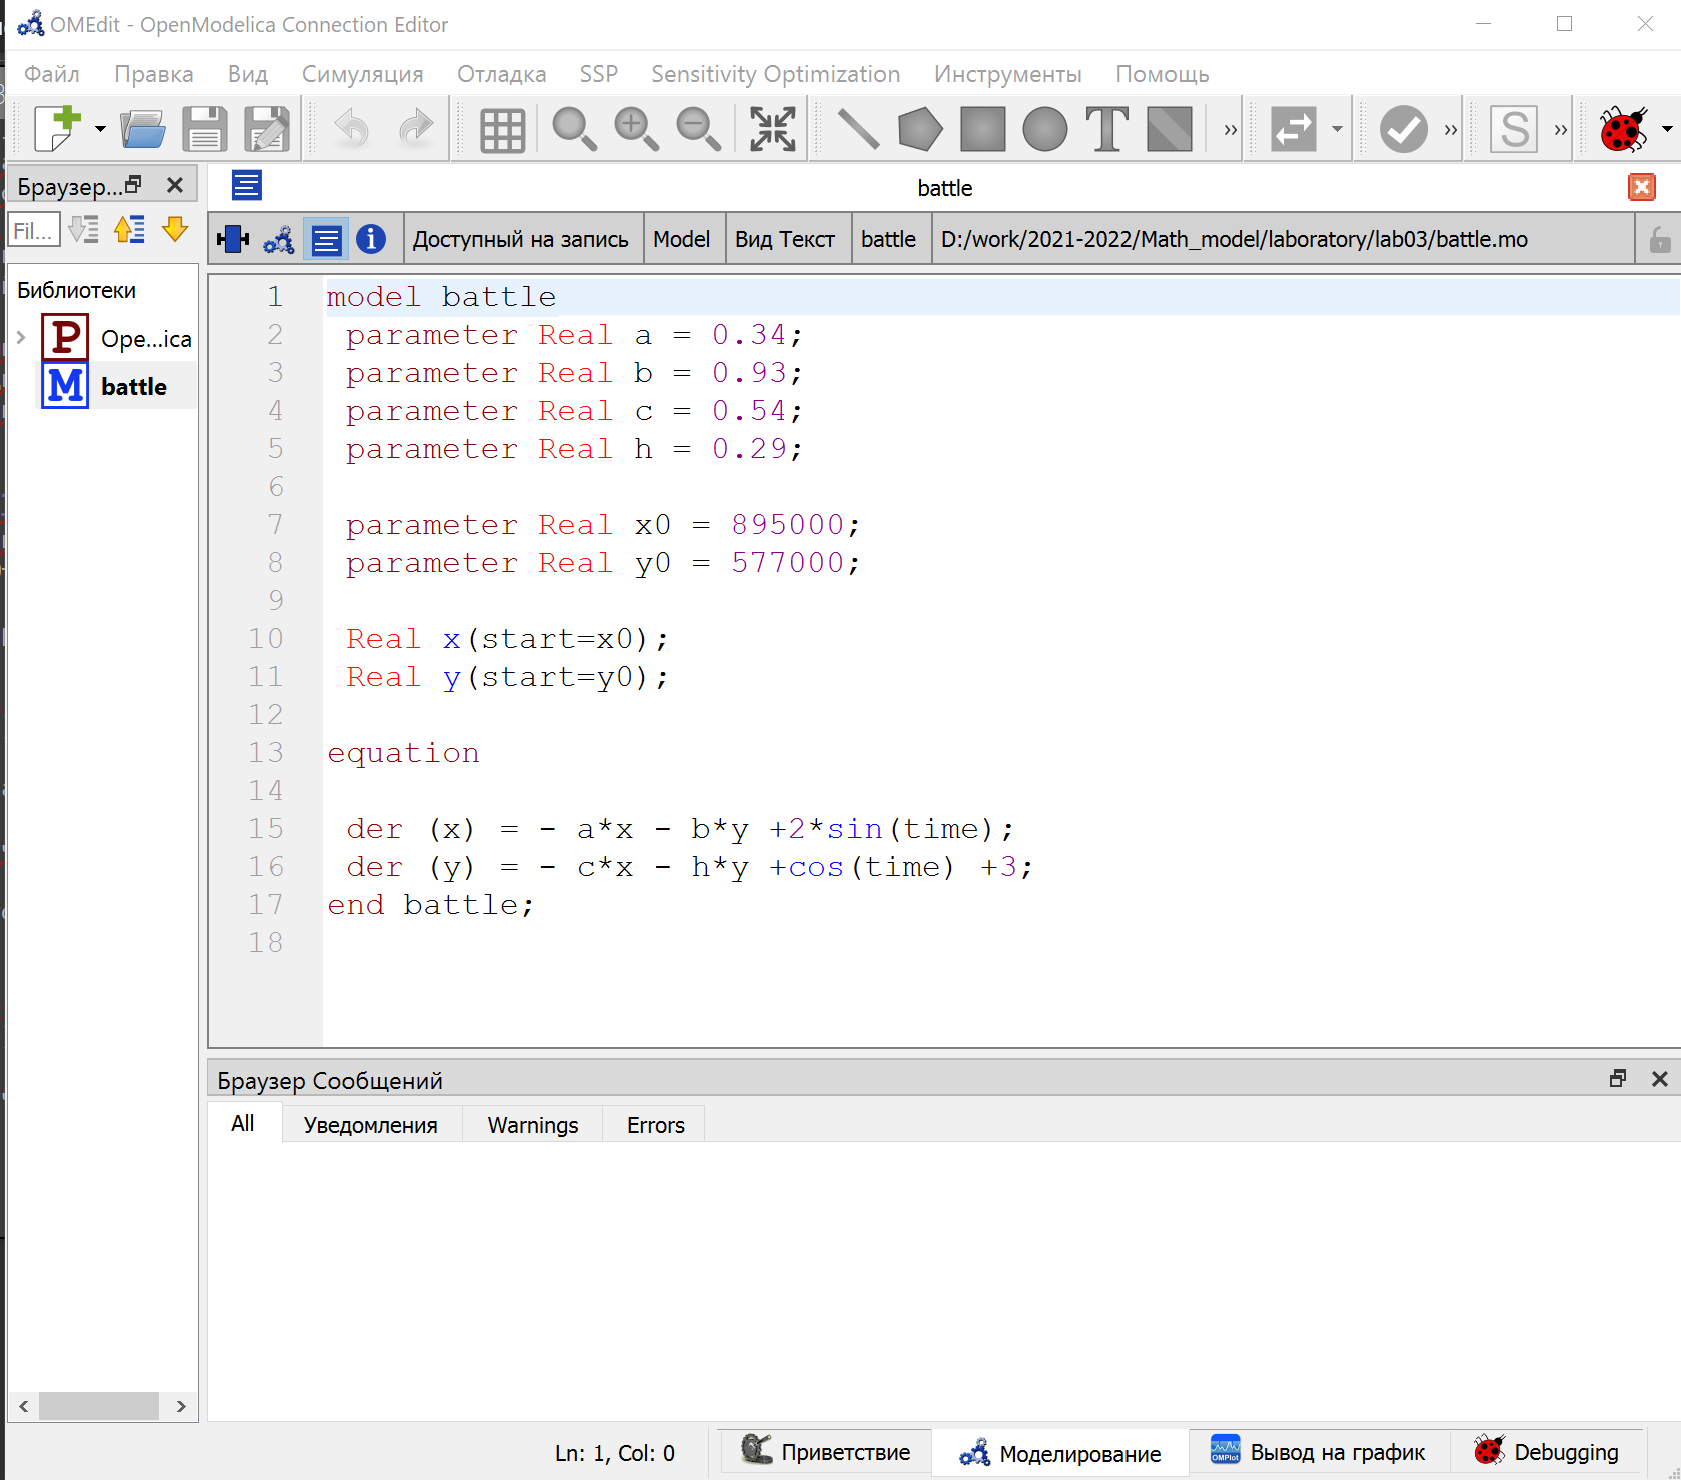 OMEdit - OpenModelica Connection Editor
Файл Правка Вид Симуляция Отладка SSP Sensitivity Optimization Инструменты Помощь
T » » S »
Браузер...
battle
Fil...
Доступный на запись Model Вид Текст battle D:/work/2021-2022/Math_model/laboratory/lab03/battle.mo
Библиотеки
P Ope...ica
M battle
1 model battle
2 parameter Real a = 0.34;
3 parameter Real b = 0.93;
4 parameter Real c = 0.54;
5 parameter Real h = 0.29;
6
7 parameter Real x0 = 895000;
8 parameter Real y0 = 577000;
9
10 Real x(start=x0);
11 Real y(start=y0);
12
13 equation
14
15 der (x) = - a*x - b*y +2*sin(time);
16 der (y) = - c*x - h*y +cos(time) +3;
17 end battle;
18
Браузер Сообщений
All Уведомления Warnings Errors
Ln: 1, Col: 0 Приветствие Моделирование OMPlot Вывод на график Debugging